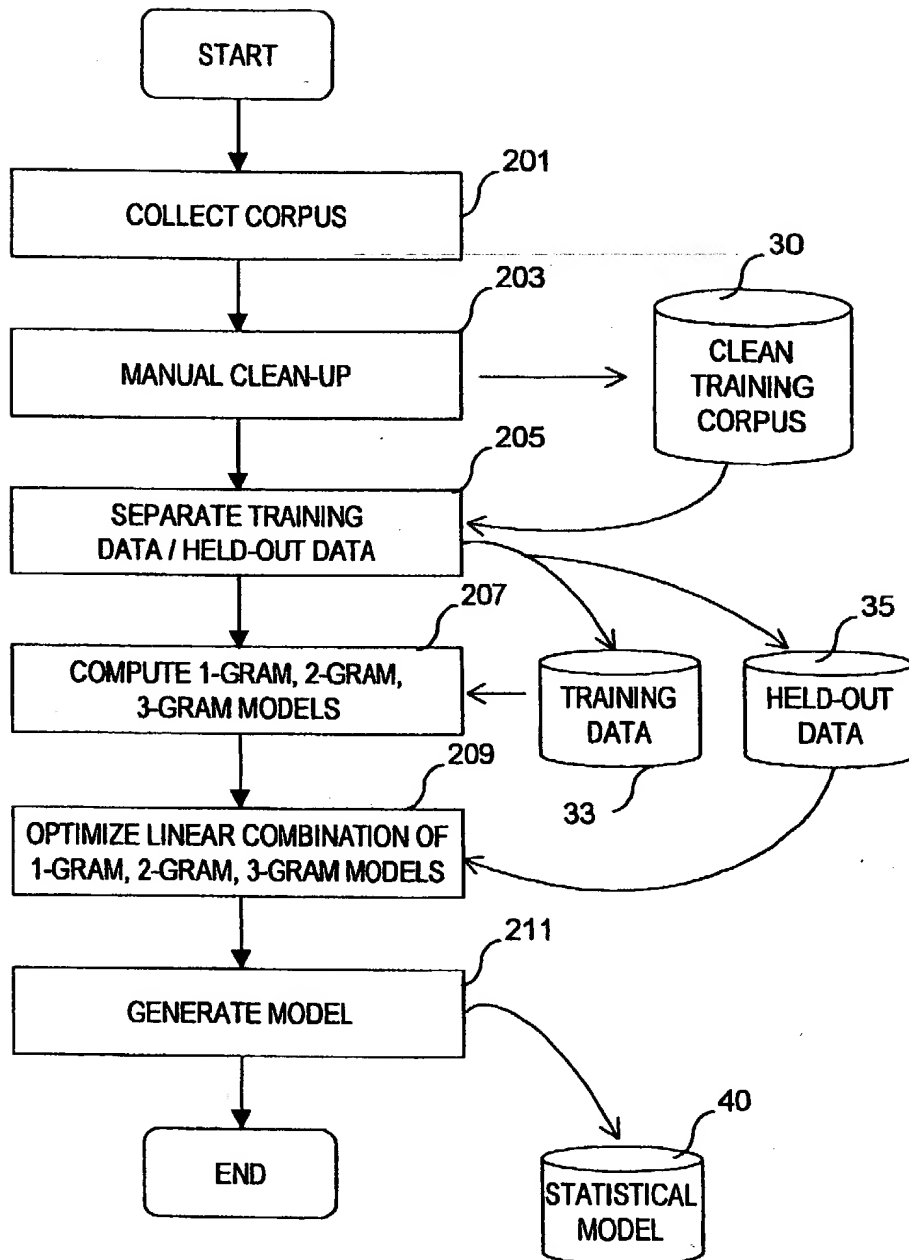 START
201
COLLECT CORPUS
30
203
CLEAN
TRAINING
CORPUS
MANUAL CLEAN-UP
205
SEPARATE TRAINING
DATA / HELD-OUT DATA
207
35
COMPUTE 1-GRAM, 2-GRAM,
3-GRAM MODELS
TRAINING
DATA
HELD-OUT
DATA
209
33
OPTIMIZE LINEAR COMBINATION OF
1-GRAM, 2-GRAM, 3-GRAM MODELS
211
GENERATE MODEL
40
END
STATISTICAL
MODEL